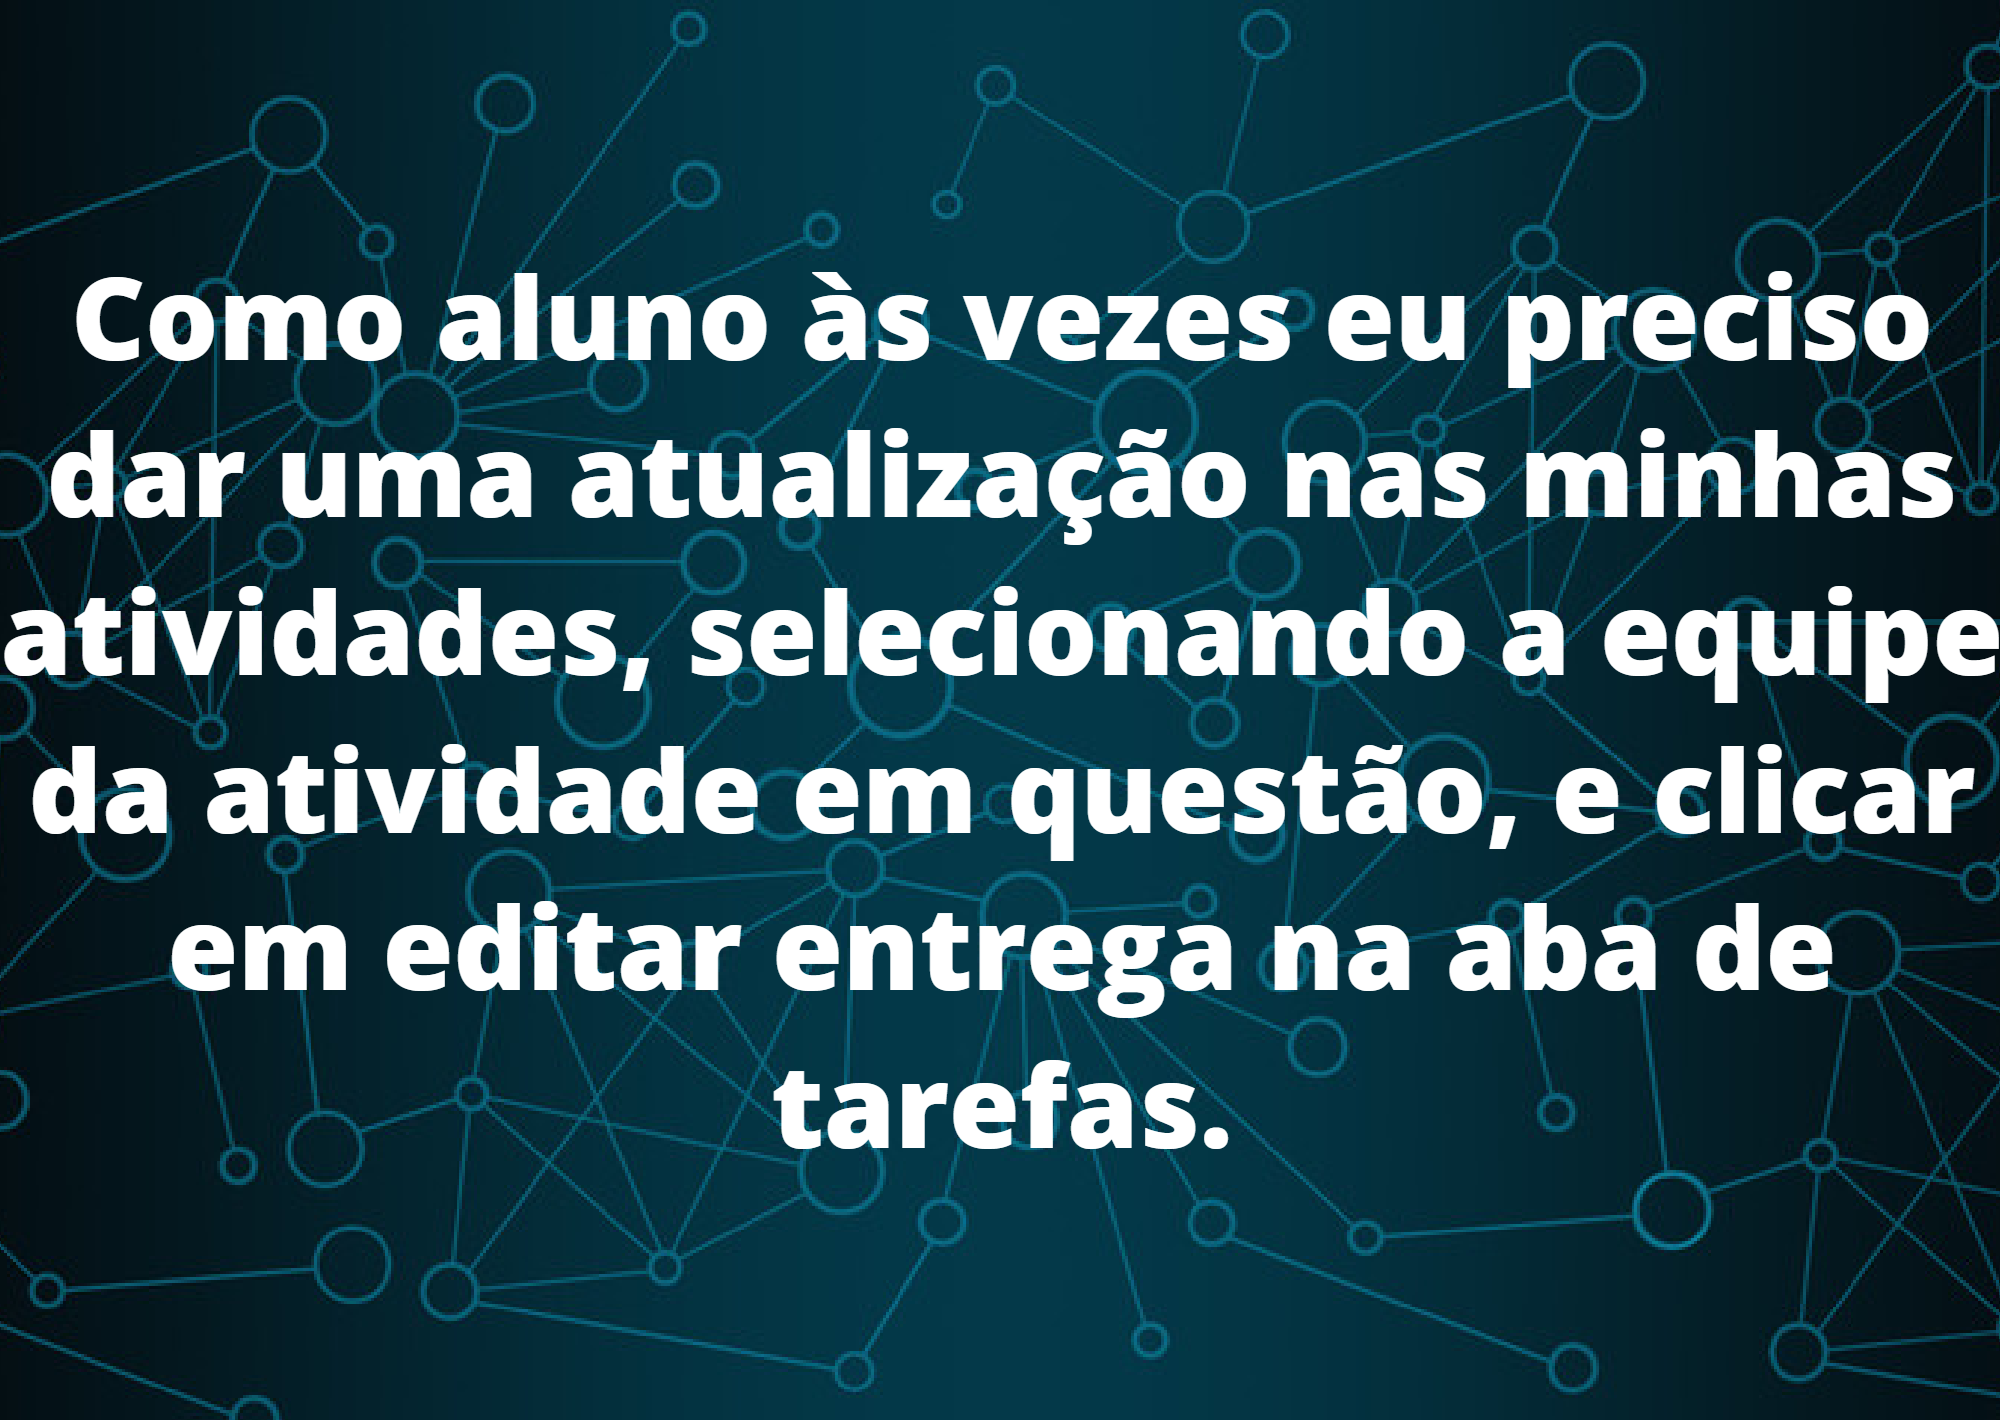 Como aluno às vezes eu preciso
dar uma atualização nas minhas
atividades, selecionando a equipe
da atividade em questão, e clicar
em editar entrega na aba de
tarefas.